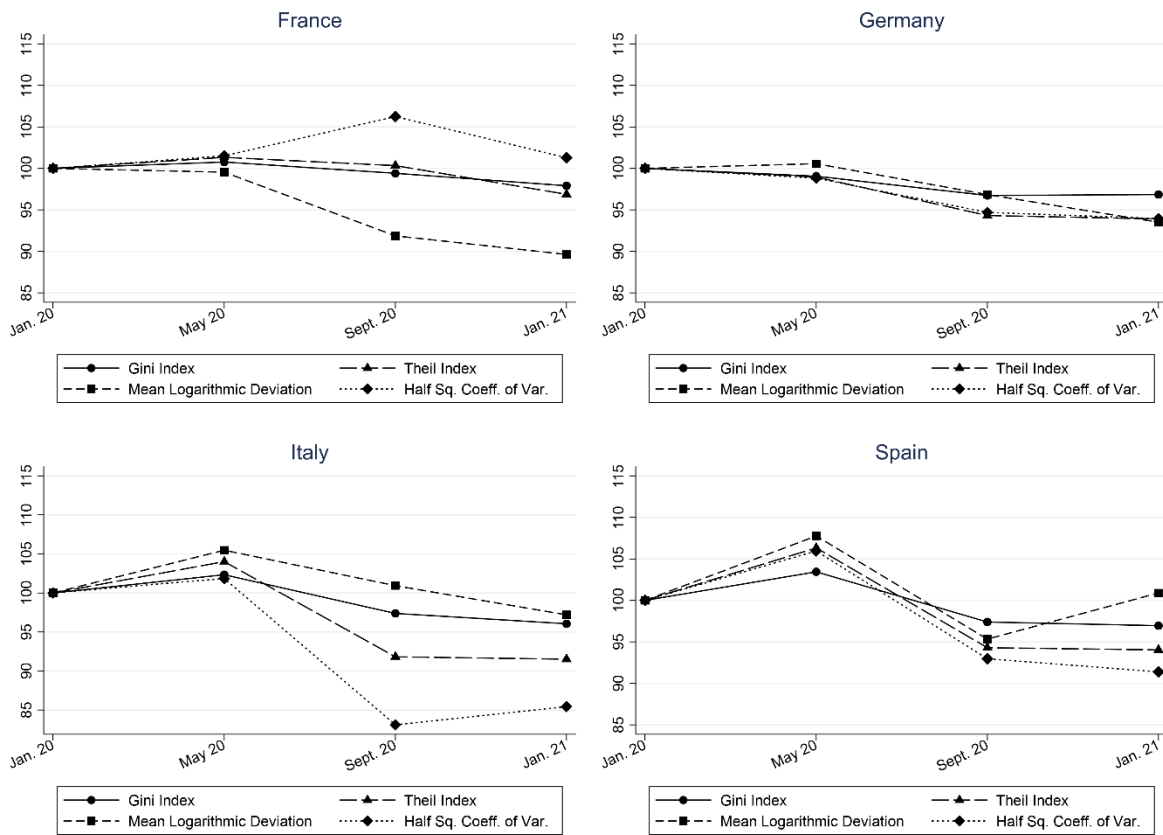 France
115
110
105
100
95
90
85
Jan. 20
May 20
Sept. 20
Jan. 21
Gini Index
Theil Index
Mean Logarithmic Deviation
Half Sq. Coeff. of Var.
Germany
115
110
105
100
95
90
85
Jan. 20
May 20
Sept. 20
Jan. 21
Gini Index
Theil Index
Mean Logarithmic Deviation
Half Sq. Coeff. of Var.
Italy
115
110
105
100
95
90
85
Jan. 20
May 20
Sept. 20
Jan. 21
Gini Index
Theil Index
Mean Logarithmic Deviation
Half Sq. Coeff. of Var.
Spain
115
110
105
100
95
90
85
Jan. 20
May 20
Sept. 20
Jan. 21
Gini Index
Theil Index
Mean Logarithmic Deviation
Half Sq. Coeff. of Var.